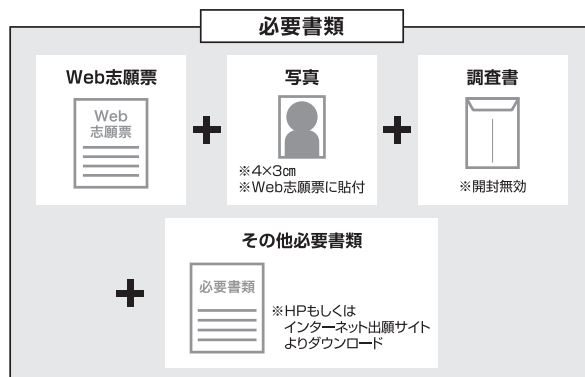 必要書類
Web志願票
Web
志願票
写真
※4×3㎝
※Web志願票に貼付
調査書
※開封無効
その他必要書類
必要書類
※HPもしくは
インターネット出願サイト
よりダウンロード